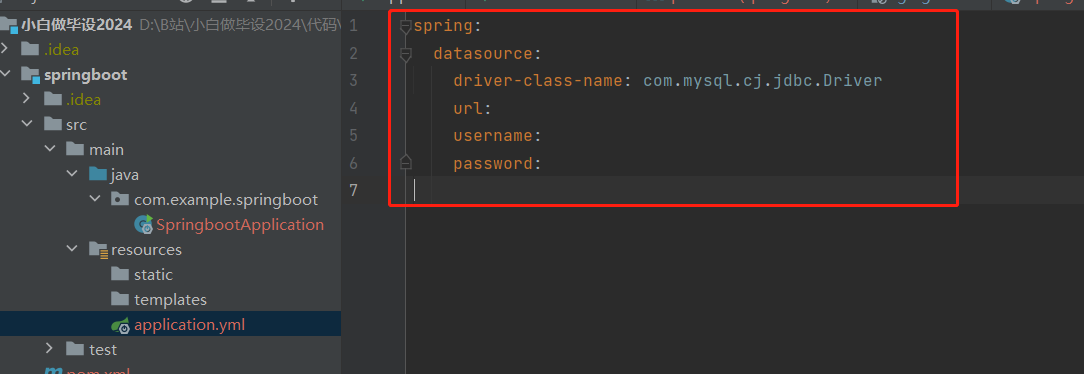 小白做毕设2024 D:\B站\小白做毕设2024\代码\
.idea
springboot
.idea
src
main
java
com.example.springboot
SpringbootApplication
resources
static
templates
application.yml
test
pom.xml
1 spring:
2 datasource:
3 driver-class-name: com.mysql.cj.jdbc.Driver
4 url:
5 username:
6 password:
7